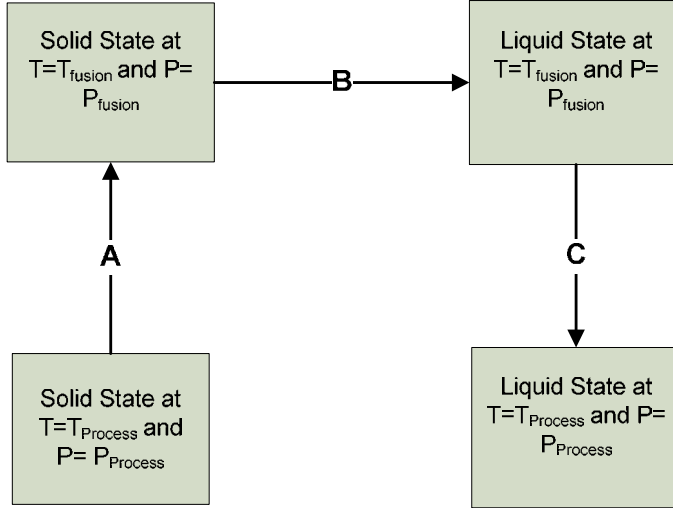 Solid State at
T=Tfusion and P=
Pfusion
B
Liquid State at
T=Tfusion and P=
Pfusion
A
C
Solid State at
T=TProcess and
P= PProcess
Liquid State at
T=TProcess and P=
PProcess